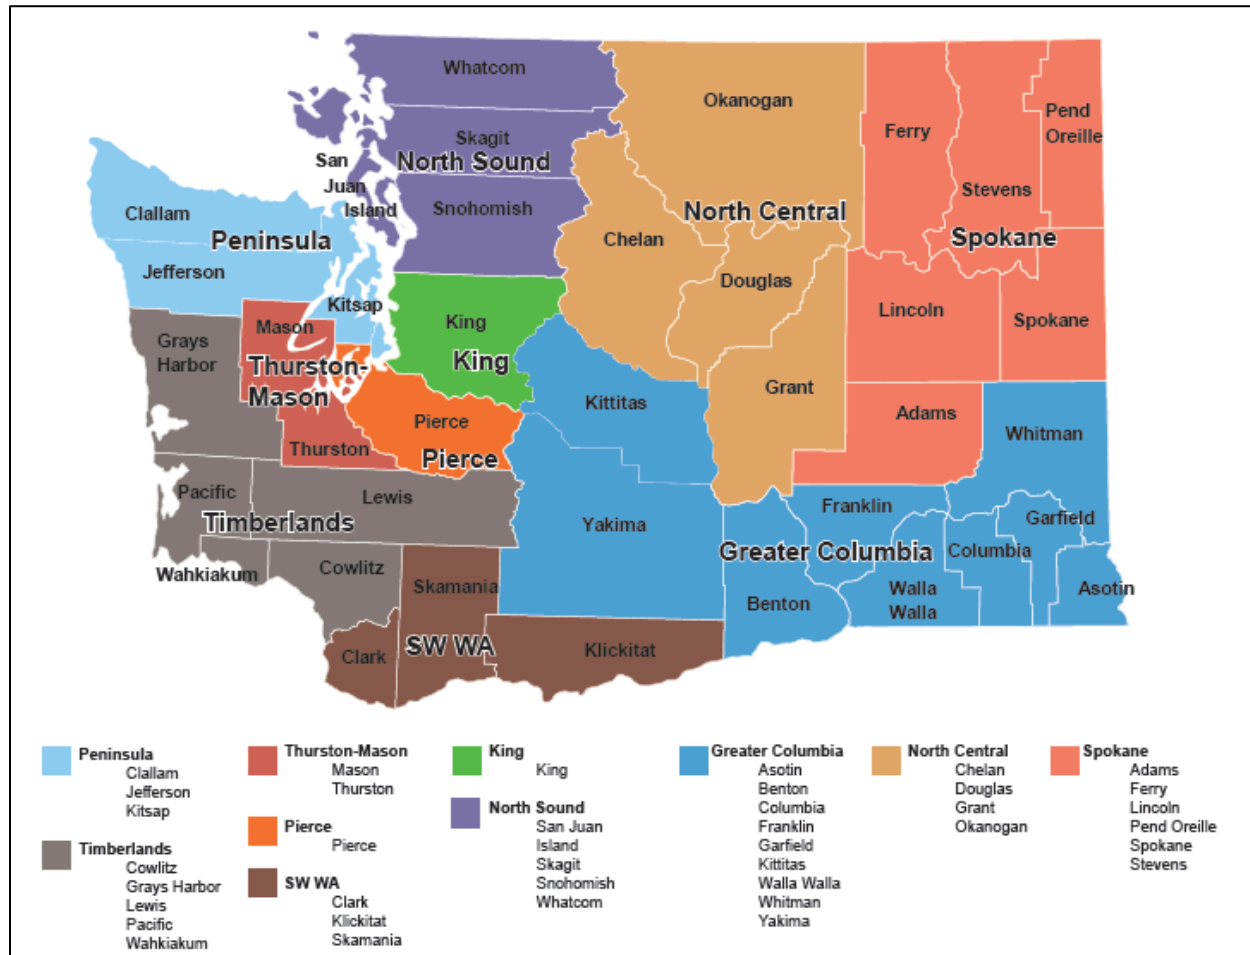 Whatcom
Okanogan
Pend
Oreille
Ferry
Skagit
San
North Sound
Juan
Stevens
Island
Snohomish
Clallam
North Central
Peninsula
Chelan
Spokane
Jefferson
Douglas
Kitsap
Lincoln
Spokane
King
Mason
Grays
Harbor
Thurston-
Mason
King
Grant
Kittitas
Adams
Pierce
Whitman
Thurston
Pierce
Pacific
Lewis
Franklin
Garfield
Timberlands
Yakima
Greater Columbia
Columbia
Wahkiakum
Cowlitz
Skamania
Walla
Walla
Asotin
Benton
SW WA
Clark
Klickitat
Peninsula
Clallam
Jefferson
Kitsap
Timberlands
Cowlitz
Grays Harbor
Lewis
Pacific
Wahkiakum
Thurston-Mason
Mason
Thurston
Pierce
Pierce
SW WA
Clark
Klickitat
Skamania
King
King
North Sound
San Juan
Island
Skagit
Snohomish
Whatcom
Greater Columbia
Asotin
Benton
Columbia
Franklin
Garfield
Kittitas
Walla Walla
Whitman
Yakima
North Central
Chelan
Douglas
Grant
Okanogan
Spokane
Adams
Ferry
Lincoln
Pend Oreille
Spokane
Stevens